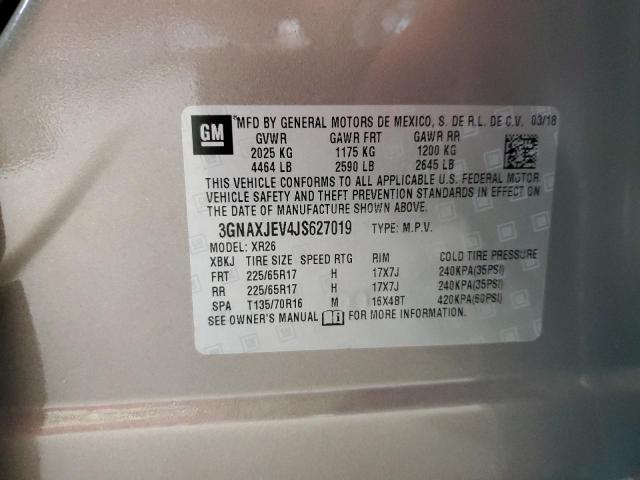 GM
*MFD BY GENERAL MOTORS DE MEXICO, S. DE R.L. DE C.V. 03/18
GVWR GAWR FRT GAWR RR
2025 KG 1175 KG 1200 KG
4464 LB 2590 LB 2645 LB
THIS VEHICLE CONFORMS TO ALL APPLICABLE U.S. FEDERAL MOTOR
VEHICLE SAFETY AND THEFT PREVENTION STANDARDS IN EFFECT ON
THE DATE OF MANUFACTURE SHOWN ABOVE.
3GNAXJEV4JS627019 TYPE: M.P.V.
MODEL: XR26
XBKJ TIRE SIZE SPEED RTG RIM COLD TIRE PRESSURE
FRT 225/65R17 H 17X7J 240KPA(35PSI)
RR 225/65R17 H 17X7J 240KPA(35PSI)
SPA T135/70R16 M 16X4BT 420KPA(60PSI)
SEE OWNER'S MANUAL FOR MORE INFORMATION.